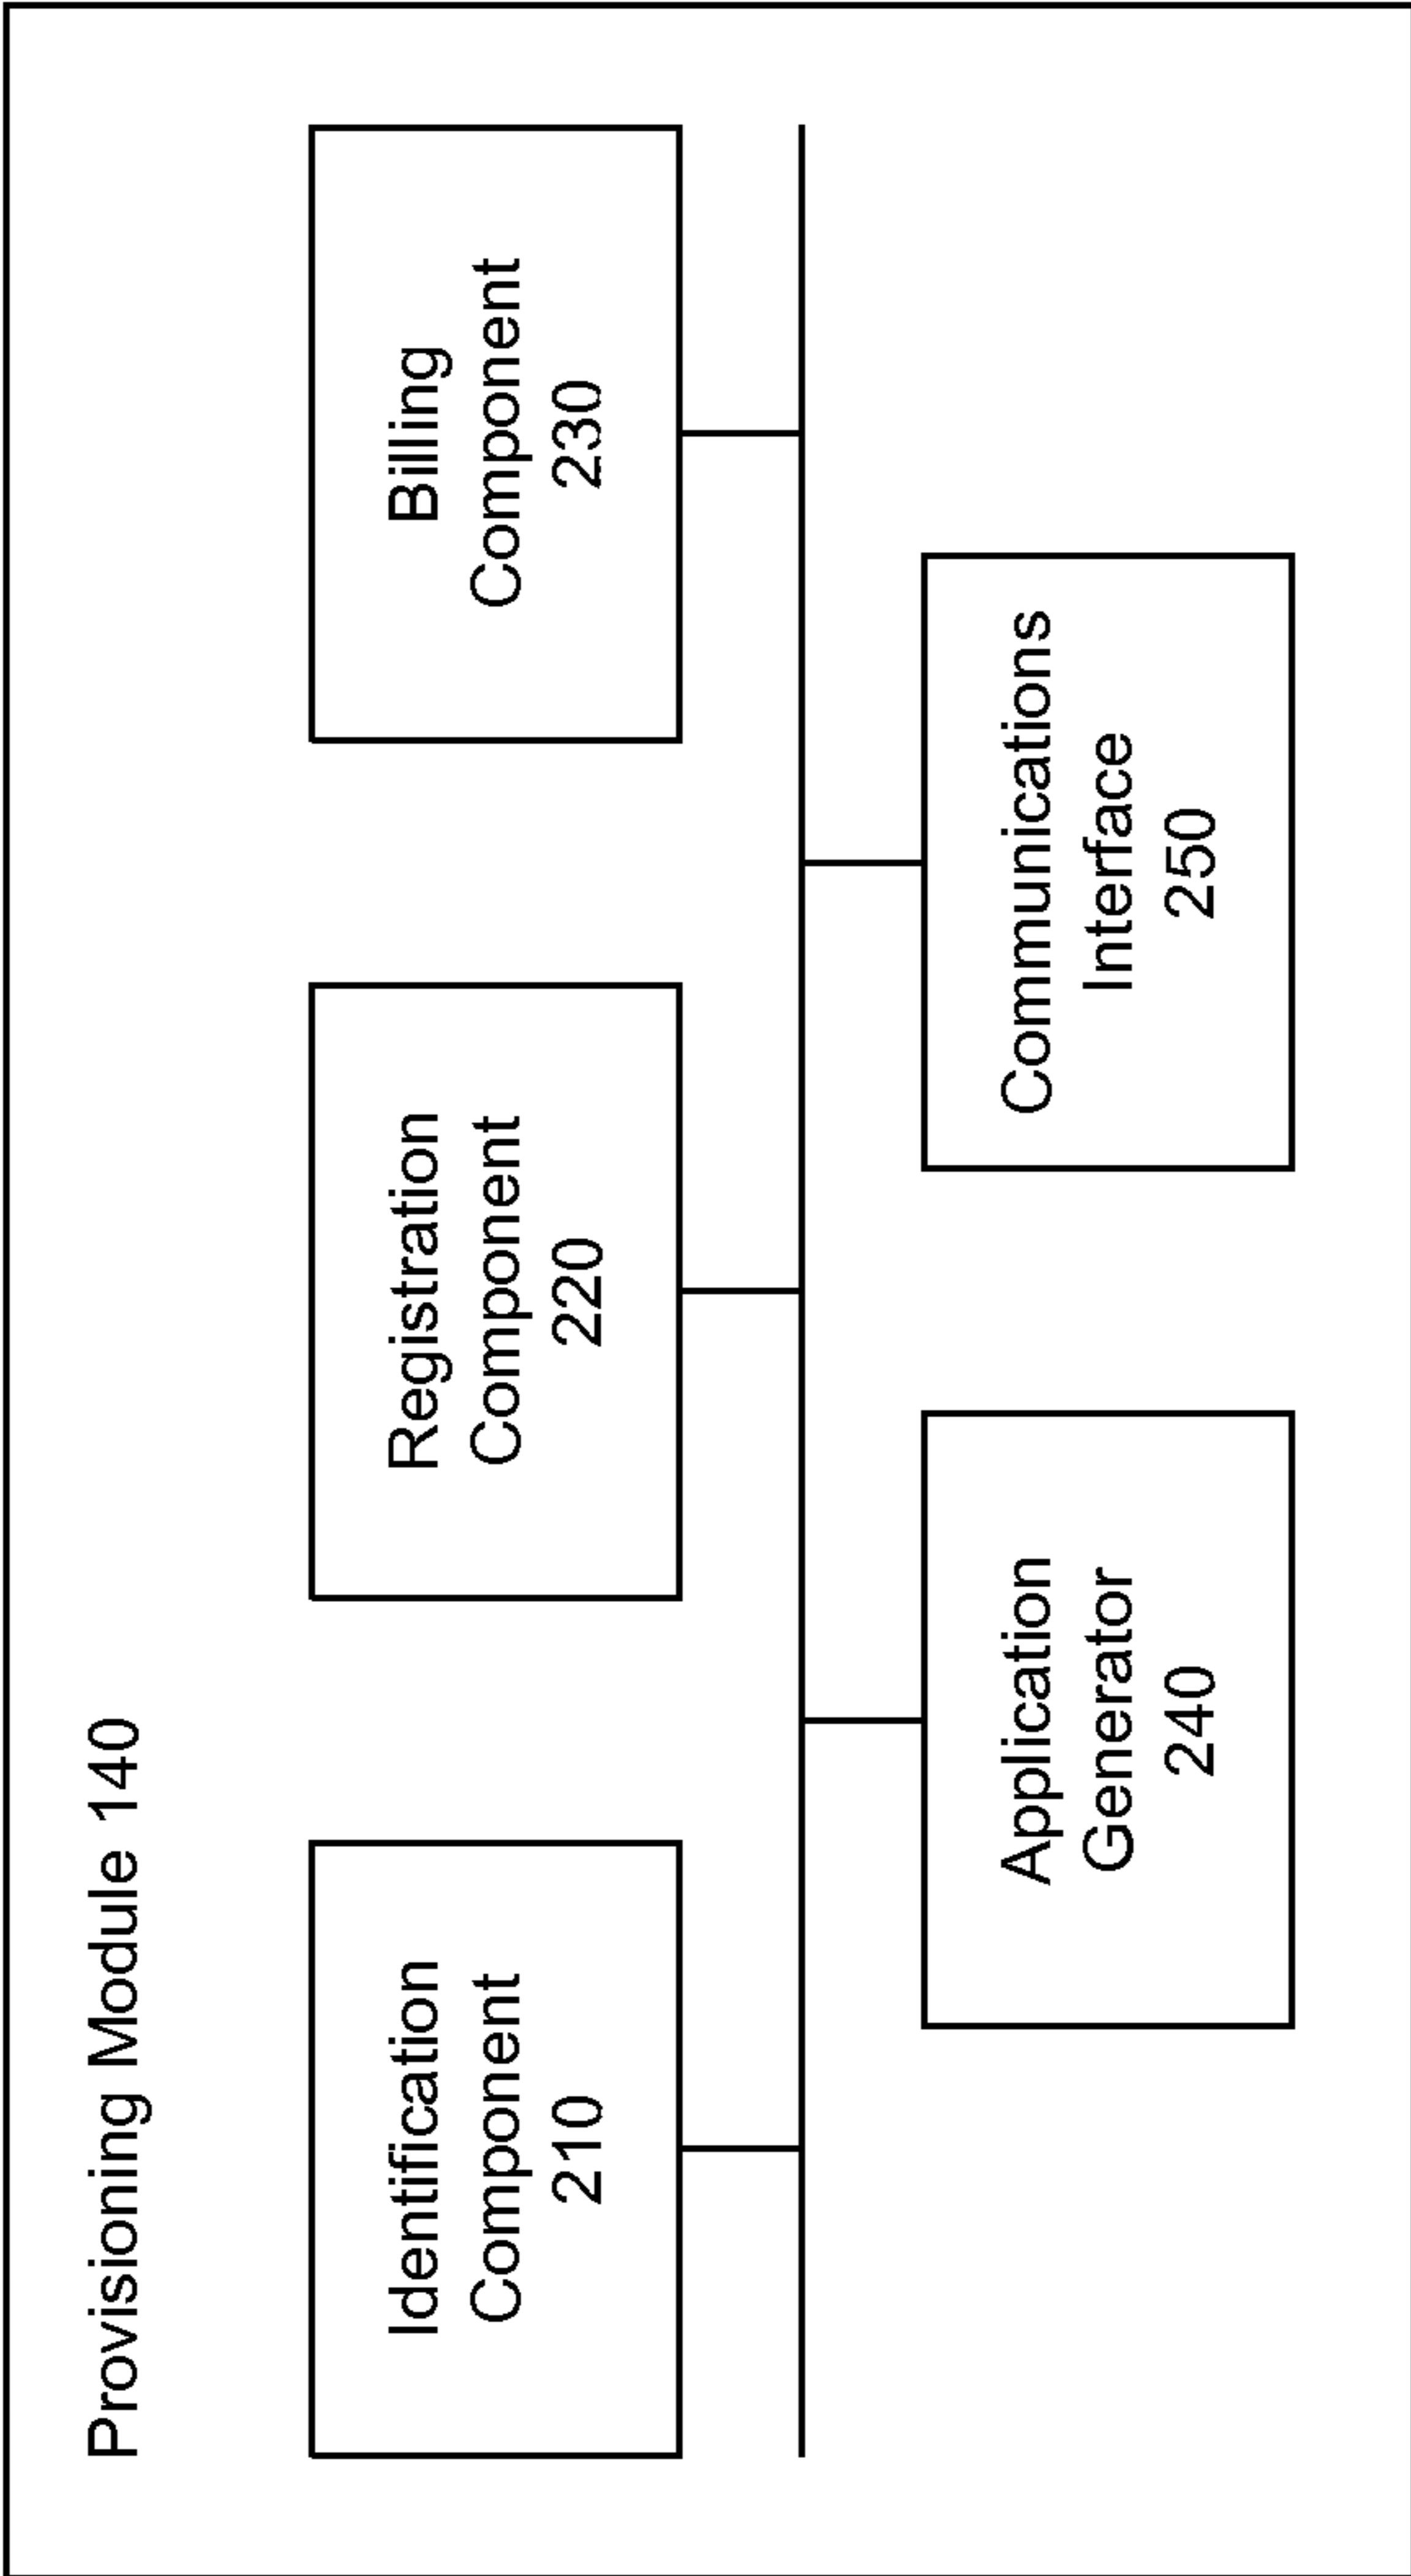 Provisioning Module 140
Identification
Component
210
Registration
Component
220
Billing
Component
230
Application
Generator
240
Communications
Interface
250